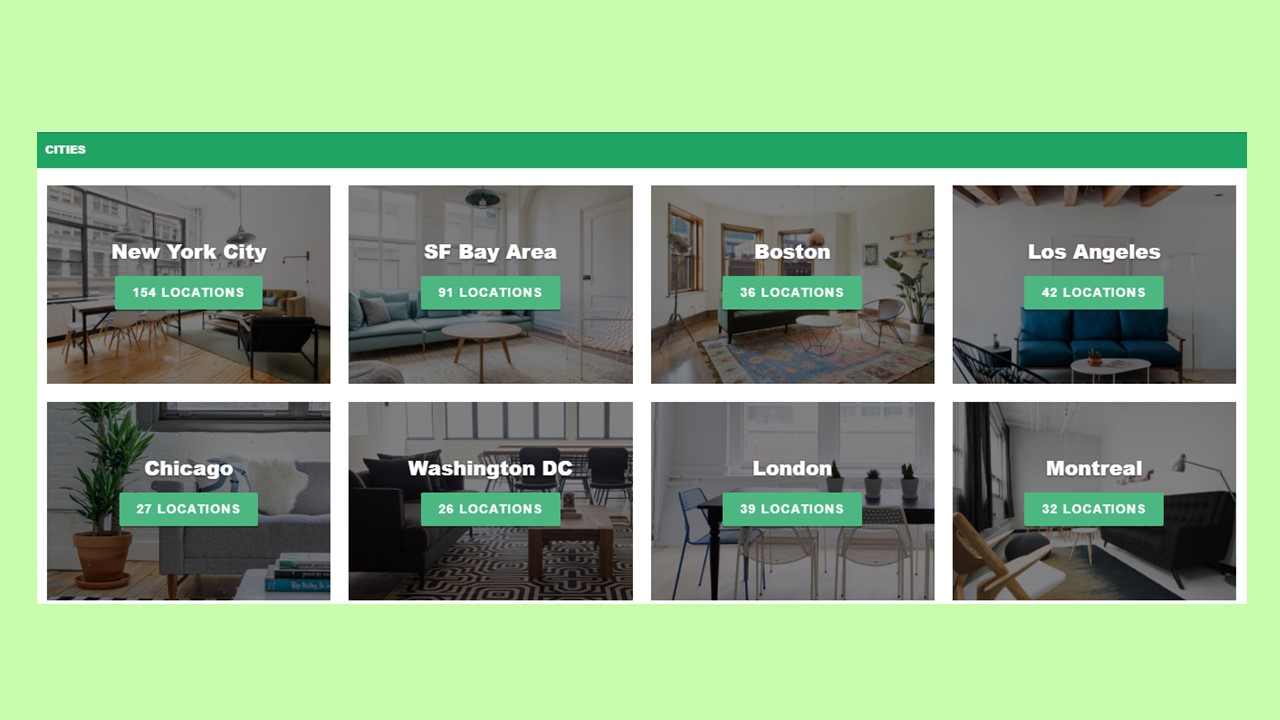 CITIES
New York City
154 LOCATIONS
SF Bay Area
91 LOCATIONS
Boston
36 LOCATIONS
Los Angeles
42 LOCATIONS
Chicago
27 LOCATIONS
Washington DC
26 LOCATIONS
London
39 LOCATIONS
Montreal
32 LOCATIONS